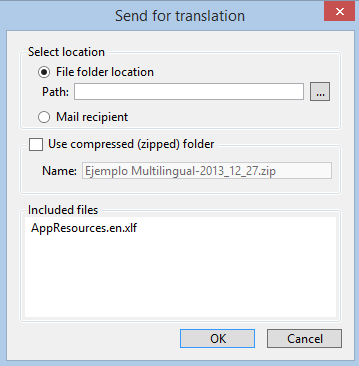 Send for translation
Select location
File folder location
Path:
...
Mail recipient
Use compressed (zipped) folder
Name: Ejemplo Multilingual-2013_12_27.zip
Included files
AppResources.en.xlf
OK Cancel